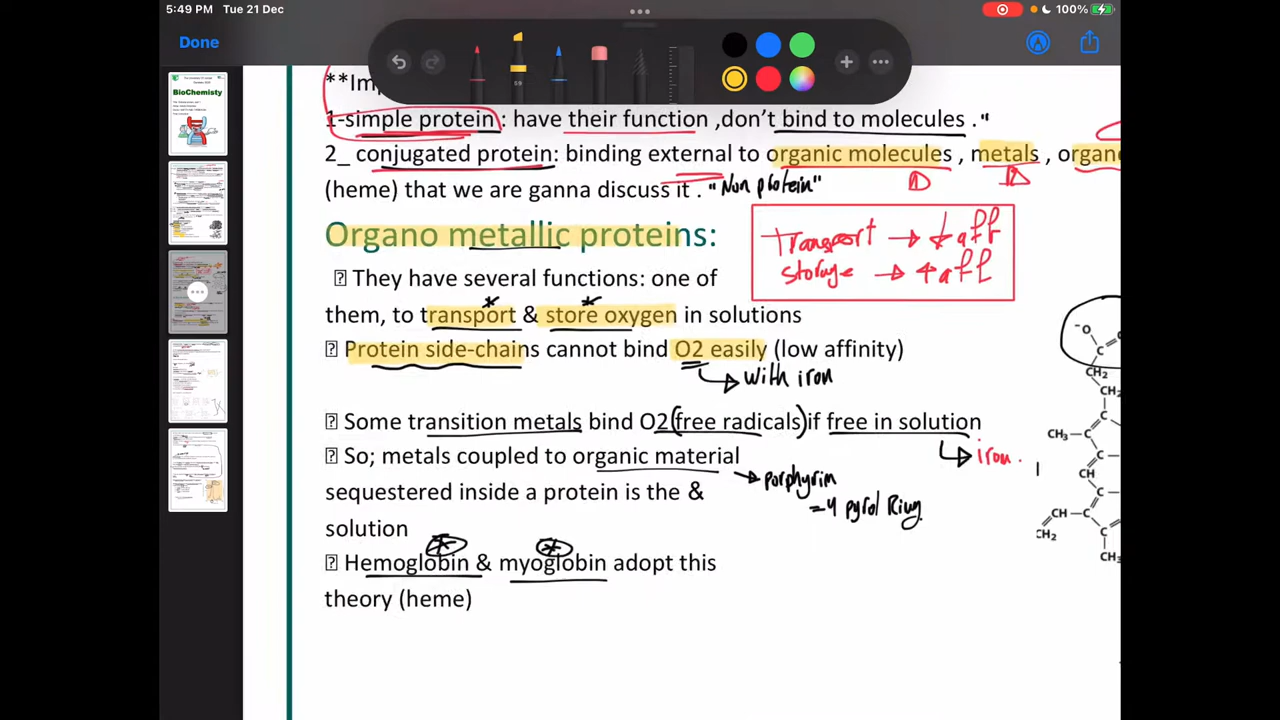 5:49 PM Tue 21 Dec
100%
Done
BioChemisty
1-simple protein : have their function ,don't bind to molecules . "
2_ conjugated protein: binding external to organic molecules , metals , organo
(heme) that we are ganna discuss it . "Non protein"
Organo metallic proteins:
transport → ↓ aff
storage → ↑ aff
They have several functions: one of
them, to transport & store oxygen in solutions
Protein side-chains cannot bind O2 easily (low affinity)
with iron
Some transition metals bind O2(free radicals)if free in solution
iron.
So; metals coupled to organic material
→ porphyrin
= 4 pyrol Ring
sequestered inside a protein is the &
solution
Hemoglobin & myoglobin adopt this
theory (heme)
⁻O O
C
CH₂
CH₂
C
CH₃ C
C
CH
C
CH C
CH₂ C
CH₃